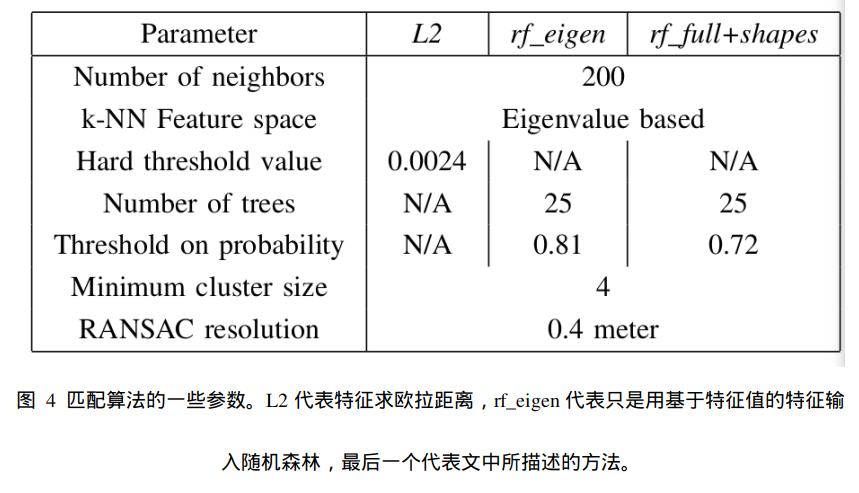 Parameter L2 rf_eigen rf_full+shapes
Number of neighbors 200
k-NN Feature space Eigenvalue based
Hard threshold value 0.0024 N/A N/A
Number of trees N/A 25 25
Threshold on probability N/A 0.81 0.72
Minimum cluster size 4
RANSAC resolution 0.4 meter
图 4 匹配算法的一些参数。L2 代表特征求欧拉距离，rf_eigen 代表只是用基于特征值的特征输
入随机森林，最后一个代表文中所描述的方法。